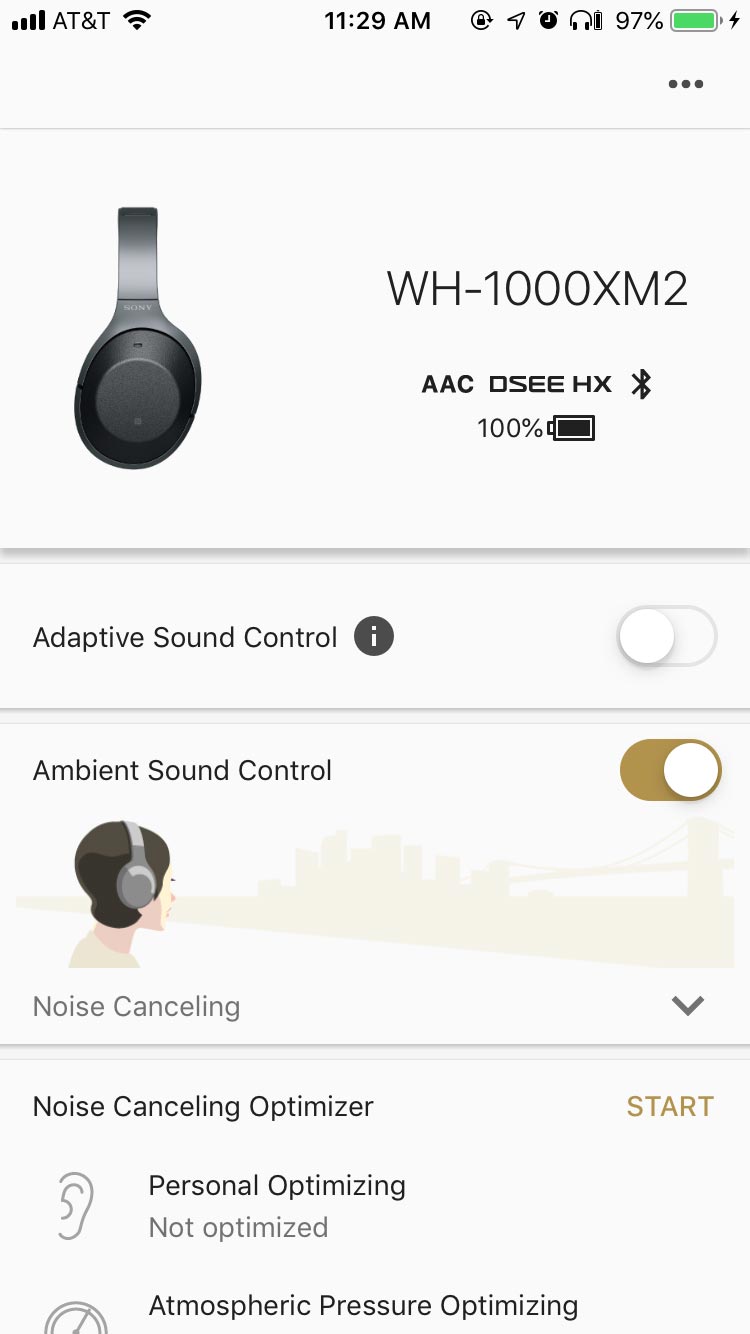 AT&T 11:29 AM 97%
WH-1000XM2
SONY
AAC DSEE HX
100%
Adaptive Sound Control i
Ambient Sound Control
Noise Canceling
Noise Canceling Optimizer START
Personal Optimizing
Not optimized
Atmospheric Pressure Optimizing